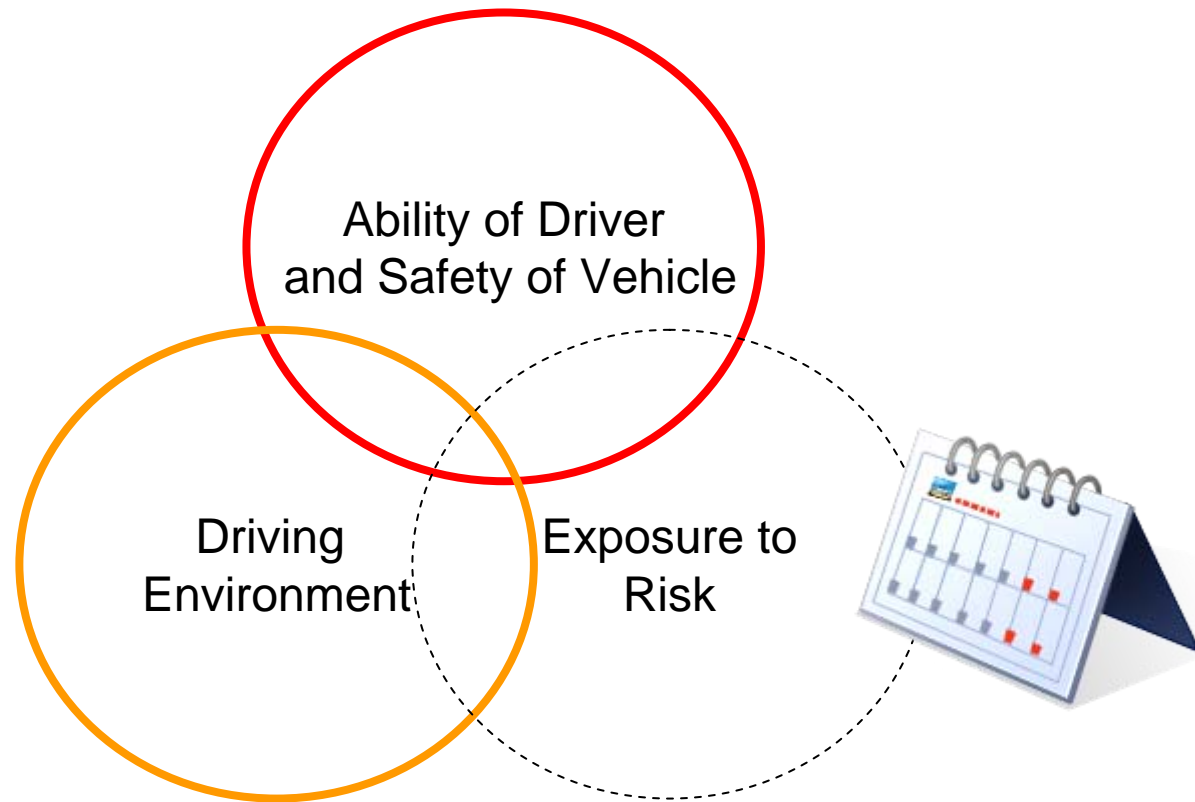 Ability of Driver
and Safety of Vehicle
Driving
Environment
Exposure to
Risk